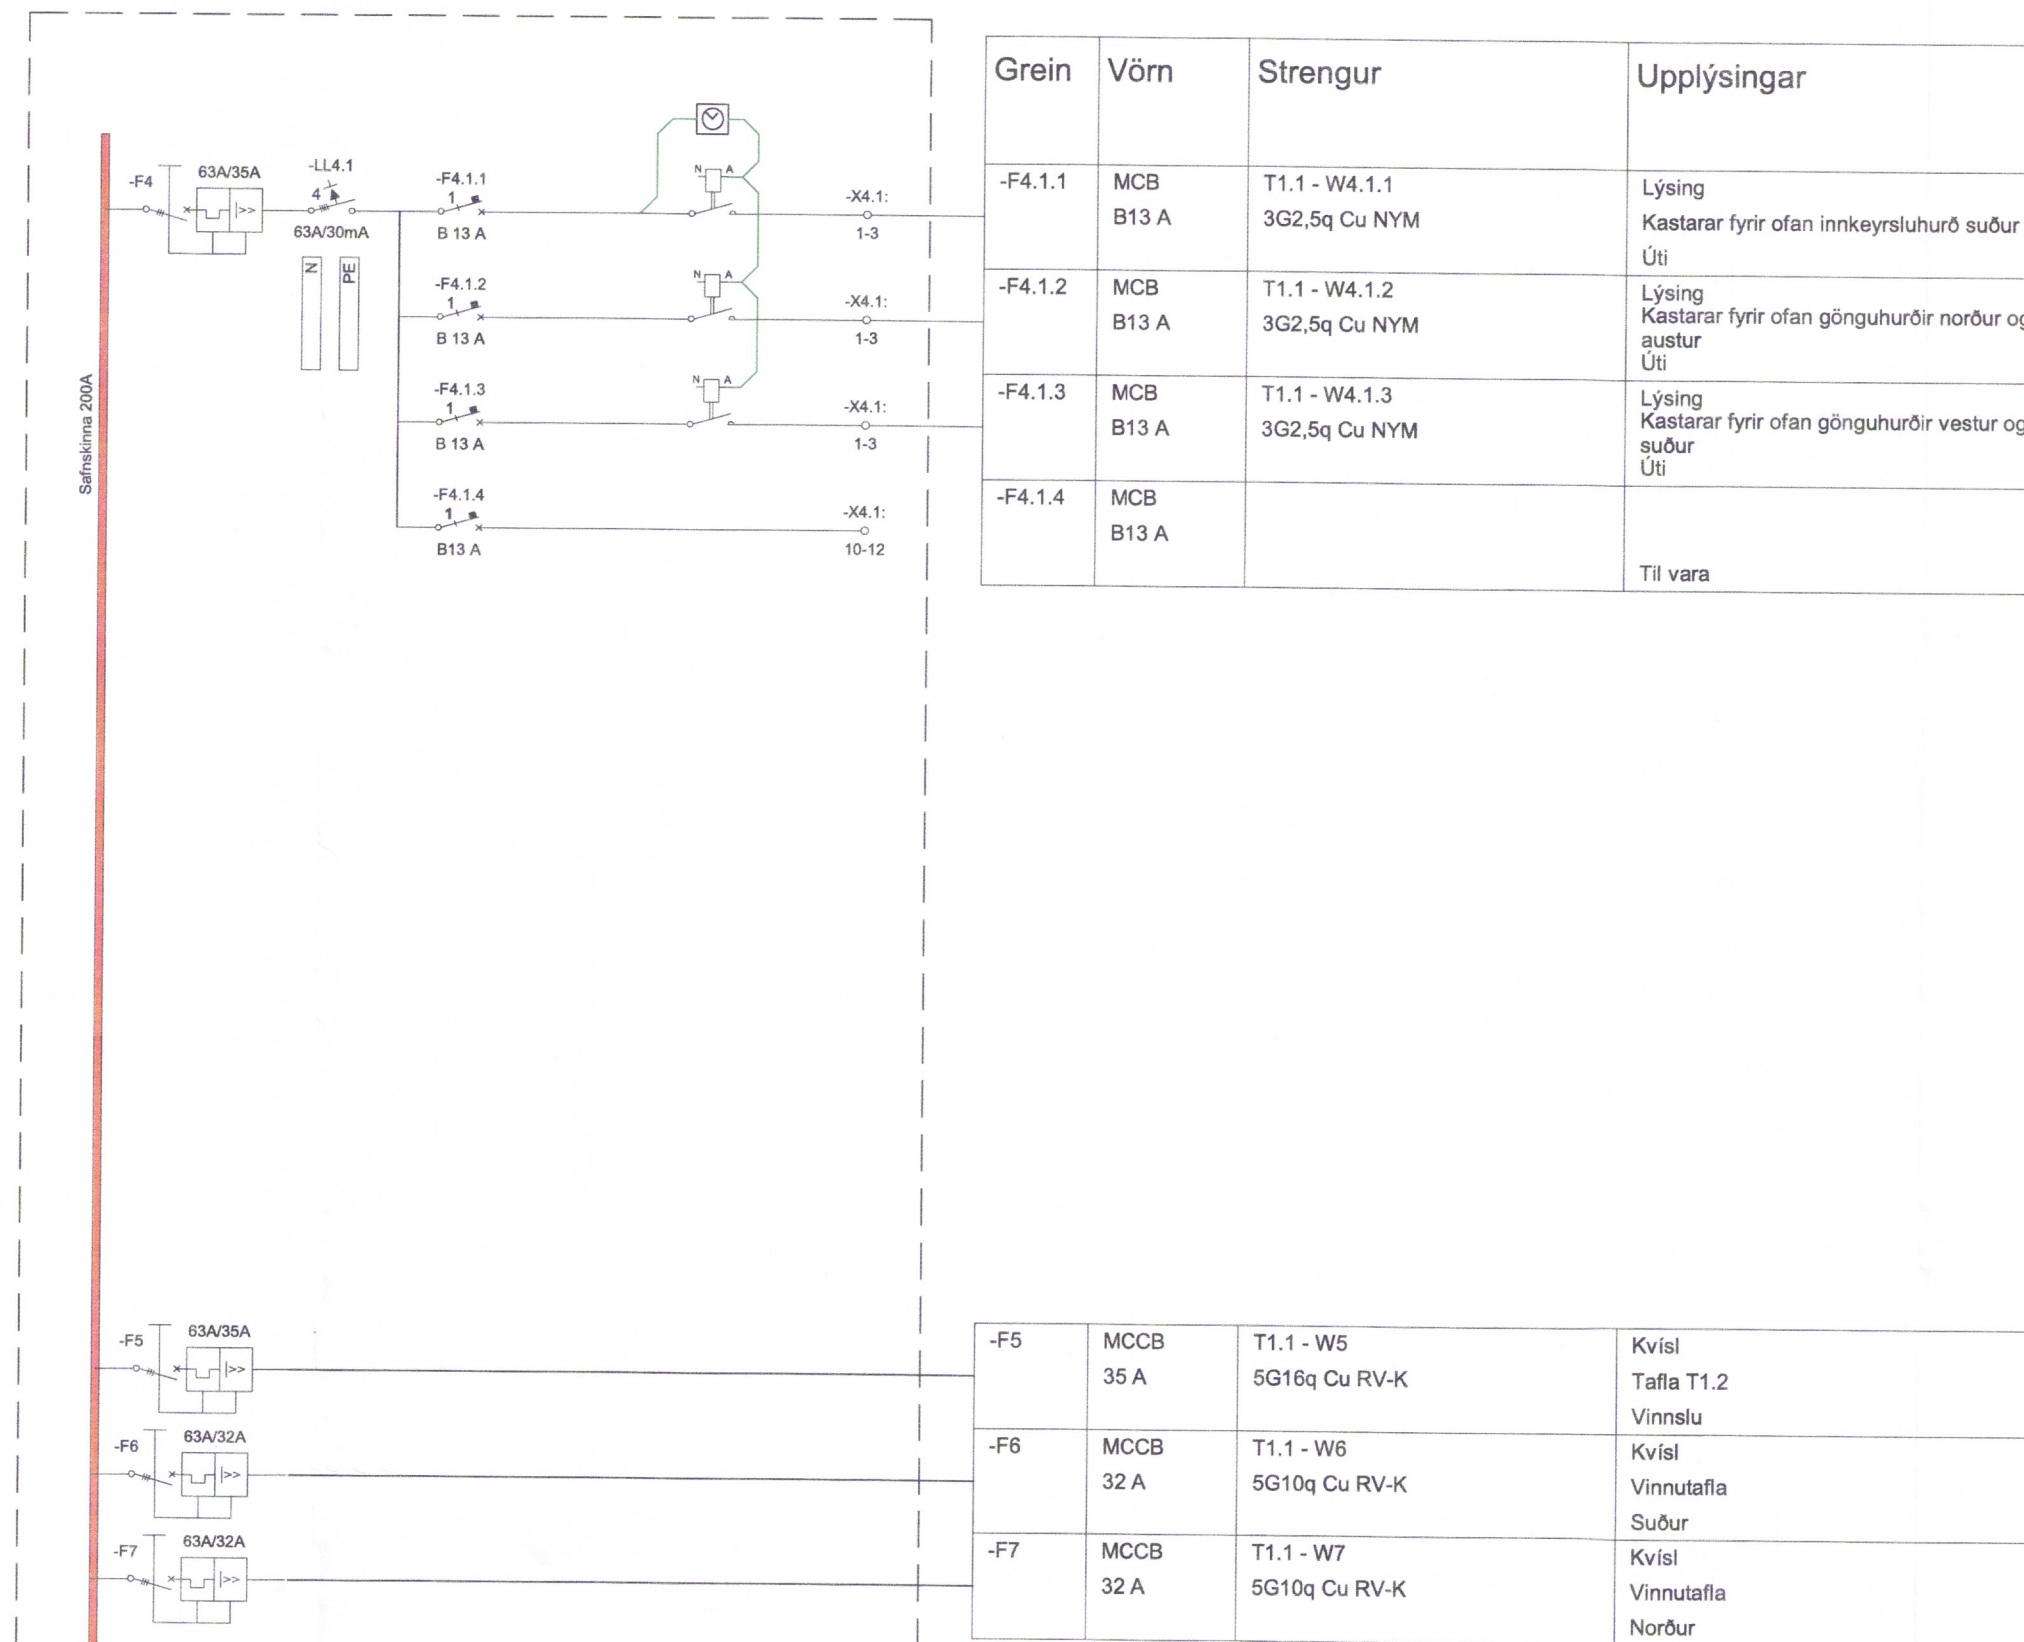 Grein Vörn Strengur Upplýsingar
-F4 63A/35A -LL4.1 4 63A/30mA
N PE
Safnskinna 200A
-F4.1.1
1
B 13 A
N A
-X4.1:
1-3
-F4.1.1 MCB T1.1 - W4.1.1 Lýsing
B13 A 3G2,5q Cu NYM Kastarar fyrir ofan innkeyrsluhurð suður
Úti
-F4.1.2
1
B 13 A
N A
-X4.1:
1-3
-F4.1.2 MCB T1.1 - W4.1.2 Lýsing
B13 A 3G2,5q Cu NYM Kastarar fyrir ofan gönguhurðir norður og
austur
Úti
-F4.1.3
1
B 13 A
N A
-X4.1:
1-3
-F4.1.3 MCB T1.1 - W4.1.3 Lýsing
B13 A 3G2,5q Cu NYM Kastarar fyrir ofan gönguhurðir vestur og
suður
Úti
-F4.1.4
1
B13 A
-X4.1:
10-12
-F4.1.4 MCB
B13 A
Til vara
-F5 63A/35A
-F5 MCCB T1.1 - W5 Kvísl
35 A 5G16q Cu RV-K Tafla T1.2
Vinnslu
-F6 63A/32A
-F6 MCCB T1.1 - W6 Kvísl
32 A 5G10q Cu RV-K Vinnutafla
Suður
-F7 63A/32A
-F7 MCCB T1.1 - W7 Kvísl
32 A 5G10q Cu RV-K Vinnutafla
Norður